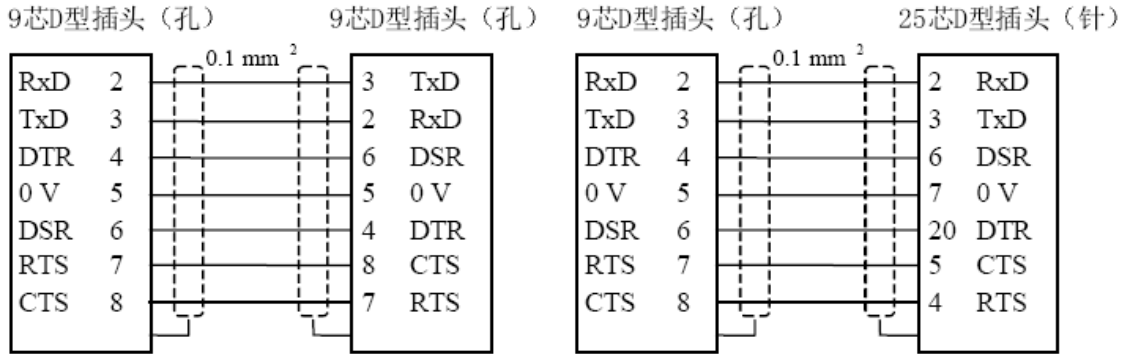 9芯D型插头（孔） 9芯D型插头（孔） 9芯D型插头（孔） 25芯D型插头（针）
0.1 mm ² 0.1 mm ²
RxD 2 3 TxD RxD 2 2 RxD
TxD 3 2 RxD TxD 3 3 TxD
DTR 4 6 DSR DTR 4 6 DSR
0 V 5 5 0 V 0 V 5 7 0 V
DSR 6 4 DTR DSR 6 20 DTR
RTS 7 8 CTS RTS 7 5 CTS
CTS 8 7 RTS CTS 8 4 RTS